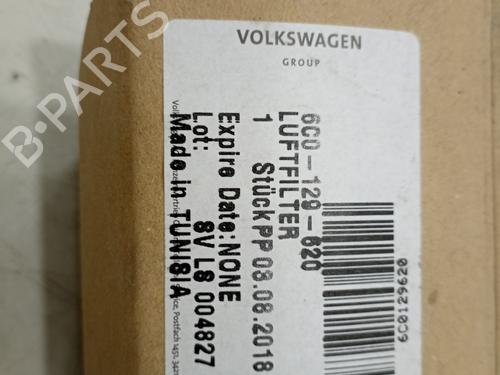 VOLKSWAGEN
GROUP
6C0-129-620
LUFTFILTER
1 Stück PP 08.08.2018
Expire Date:NONE
Lot: 8V LS 004827
Made in TUNISIA
6C0129620
B-PARTS